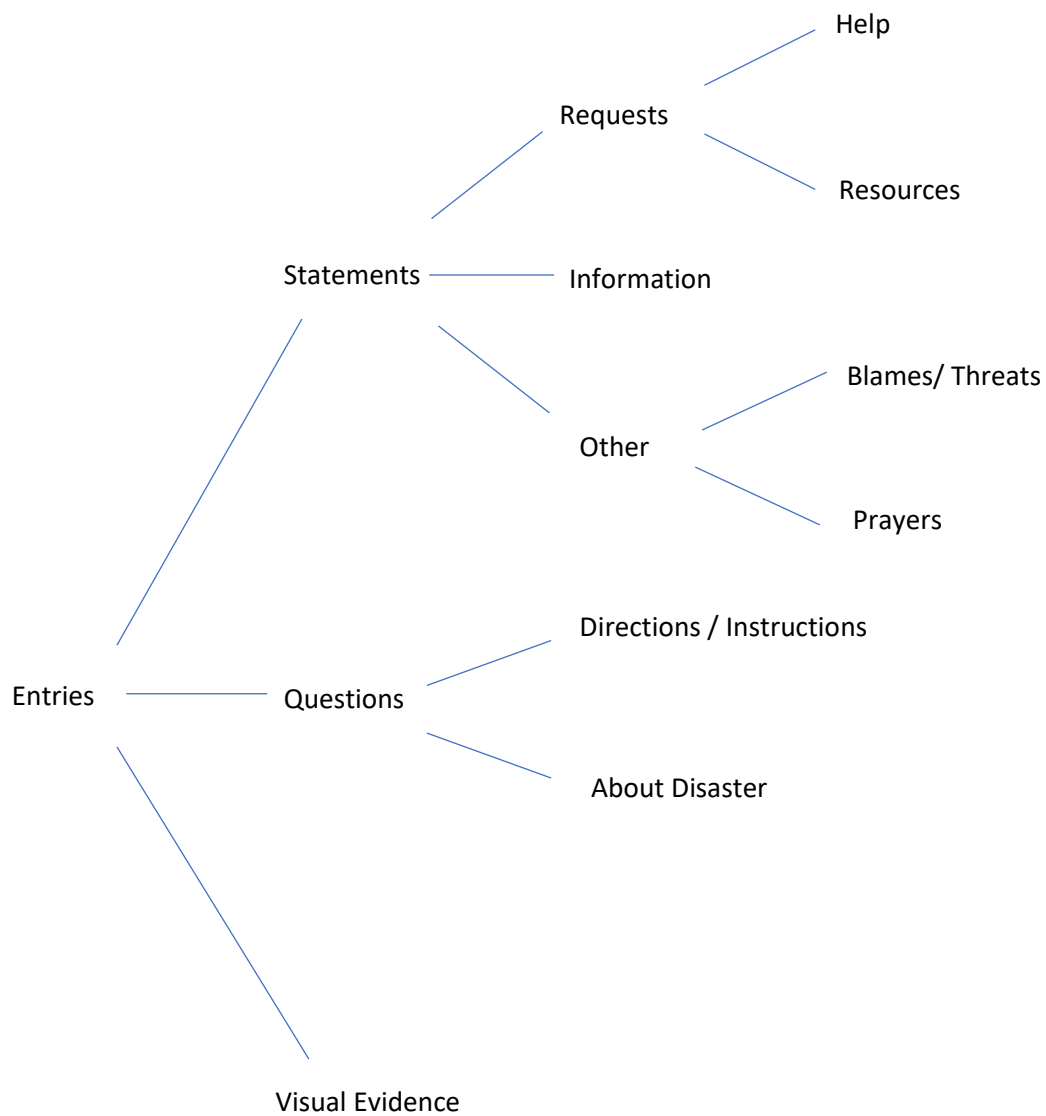 Help
Requests
Resources
Statements
Information
Blames/ Threats
Other
Prayers
Directions / Instructions
Entries
Questions
About Disaster
Visual Evidence